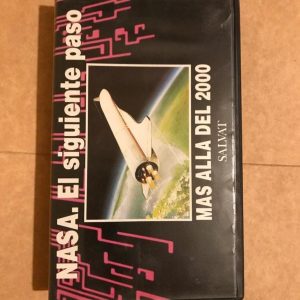 NASA. El siguiente paso
MAS ALLA DEL 2000
SALVAT